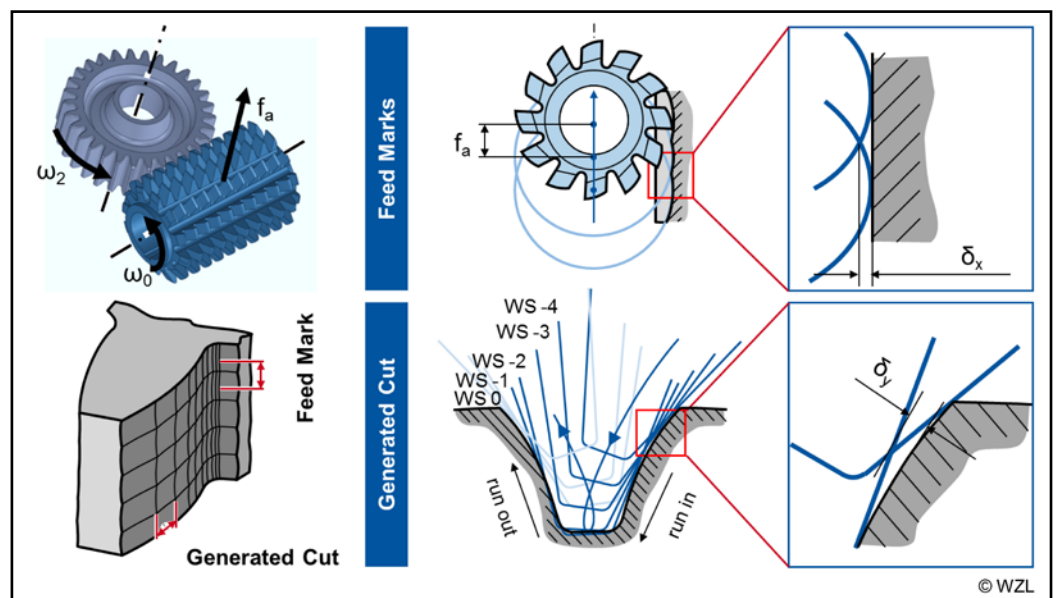 ω2
ω0
fa
Feed Marks
fa
δx
Feed Mark
Generated Cut
Generated Cut
WS -4
WS -3
WS -2
WS -1
WS 0
run out
run in
δy
© WZL